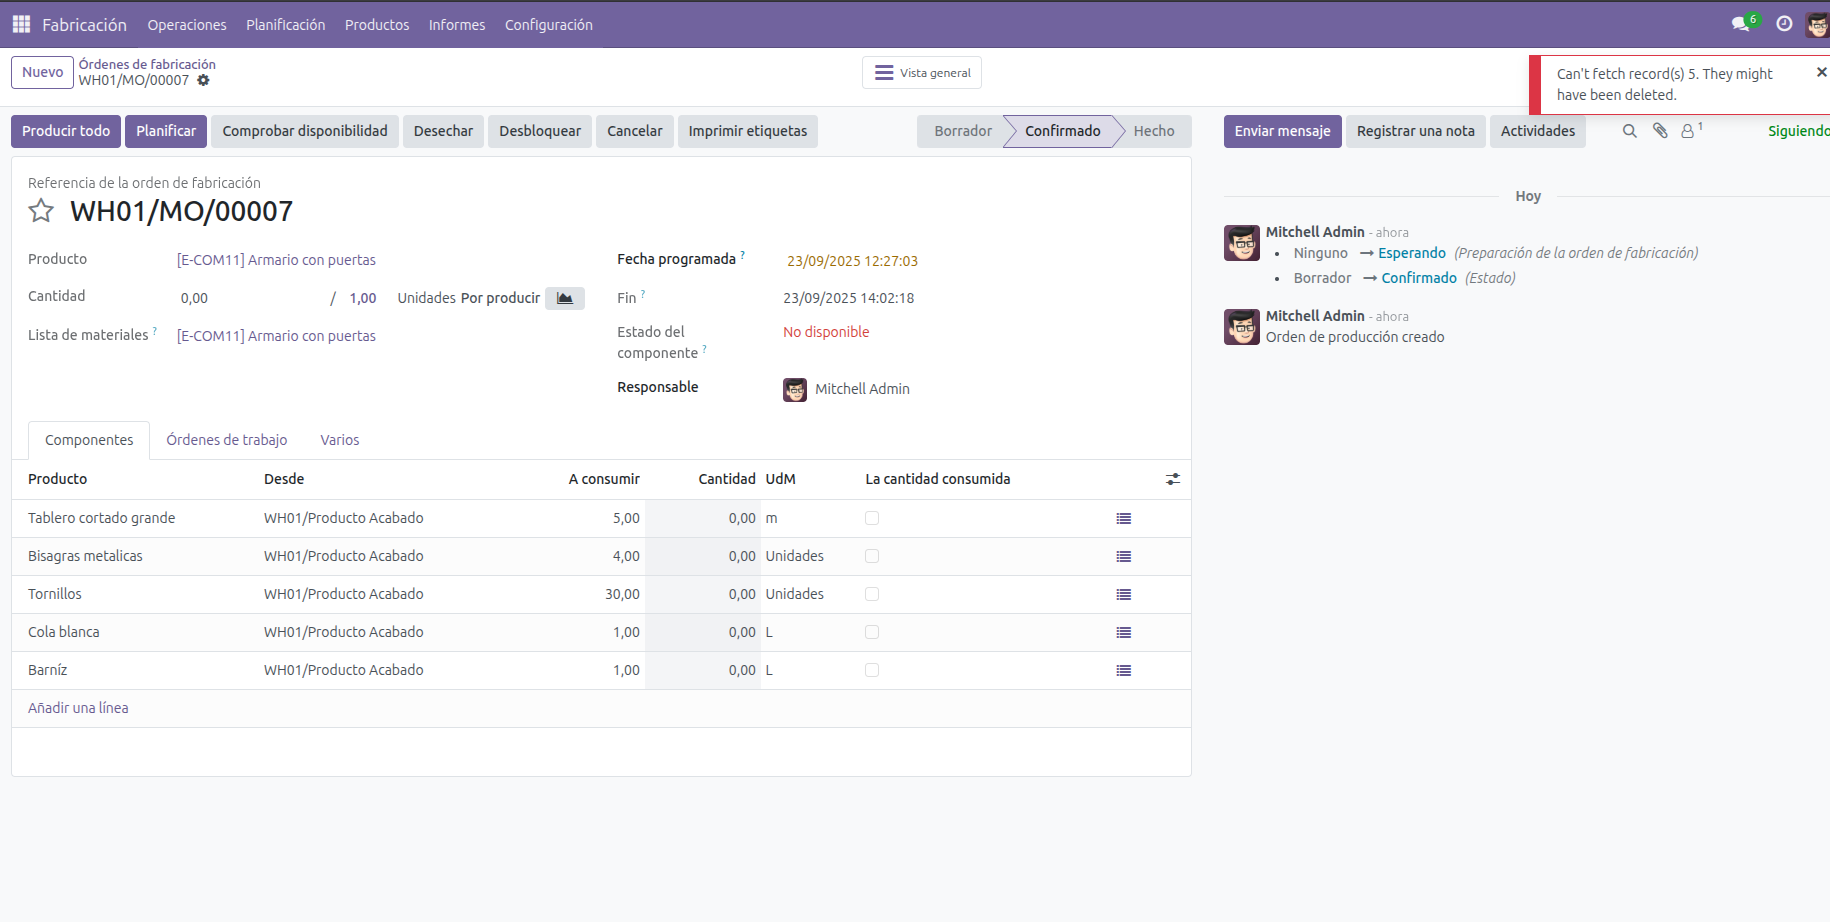 Fabricación Operaciones Planificación Productos Informes Configuración 6
Nuevo
Órdenes de fabricación
WH01/MO/00007
Vista general
Can't fetch record(s) 5. They might
have been deleted.
Producir todo Planificar Comprobar disponibilidad Desechar Desbloquear Cancelar Imprimir etiquetas Borrador Confirmado Hecho
Enviar mensaje Registrar una nota Actividades 1 Siguiendo
Referencia de la orden de fabricación
WH01/MO/00007
Producto [E-COM11] Armario con puertas
Cantidad 0,00 / 1,00 Unidades Por producir
Lista de materiales ? [E-COM11] Armario con puertas
Fecha programada ? 23/09/2025 12:27:03
Fin ? 23/09/2025 14:02:18
Estado del
componente ? No disponible
Responsable Mitchell Admin
Componentes Órdenes de trabajo Varios
Producto Desde A consumir Cantidad UdM La cantidad consumida
Tablero cortado grande WH01/Producto Acabado 5,00 0,00 m
Bisagras metalicas WH01/Producto Acabado 4,00 0,00 Unidades
Tornillos WH01/Producto Acabado 30,00 0,00 Unidades
Cola blanca WH01/Producto Acabado 1,00 0,00 L
Barníz WH01/Producto Acabado 1,00 0,00 L
Añadir una línea
Hoy
Mitchell Admin - ahora
• Ninguno → Esperando (Preparación de la orden de fabricación)
• Borrador → Confirmado (Estado)
Mitchell Admin - ahora
Orden de producción creado